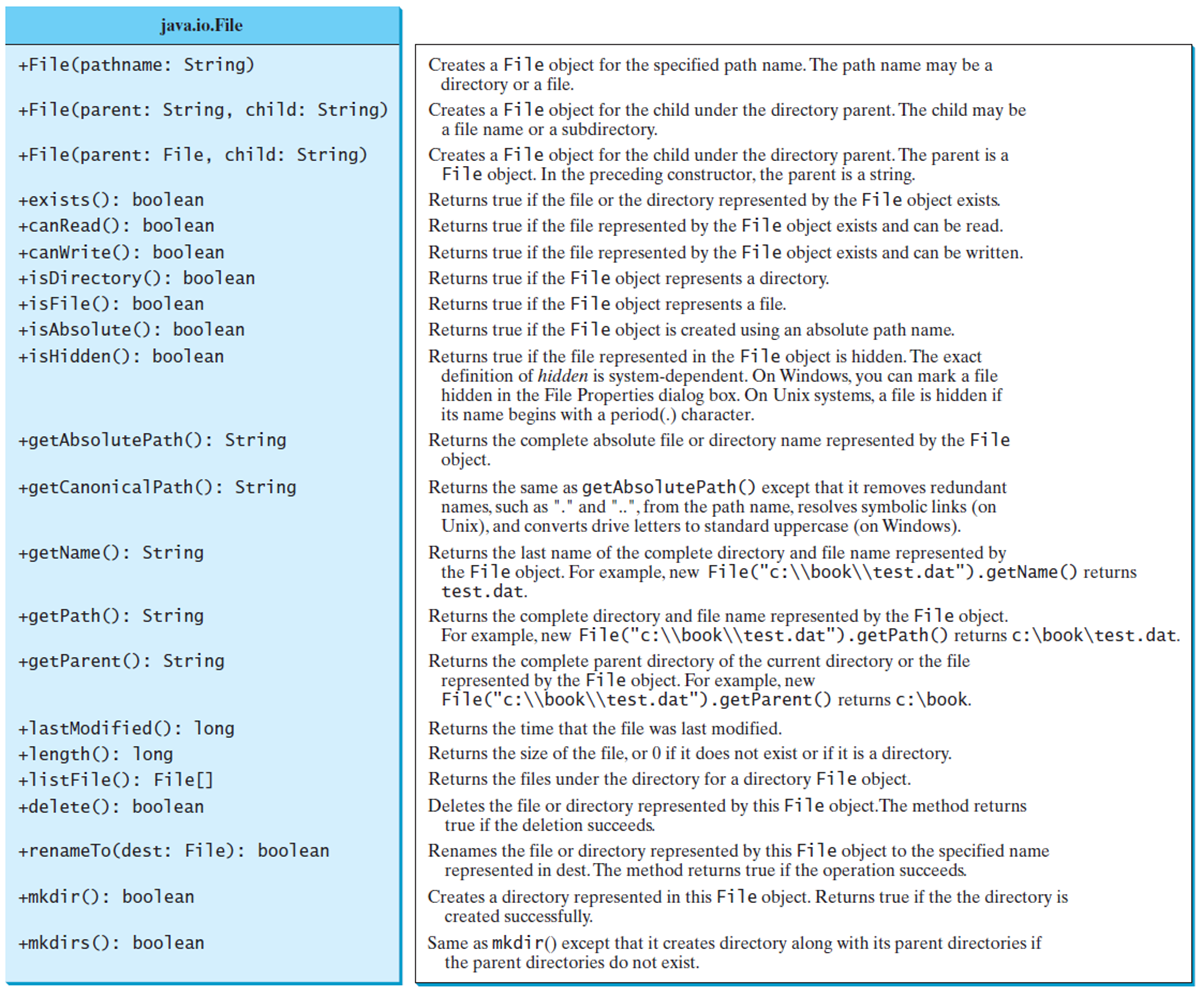 java.io.File
+File(pathname: String)
Creates a File object for the specified path name. The path name may be a
directory or a file.
+File(parent: String, child: String)
Creates a File object for the child under the directory parent. The child may be
a file name or a subdirectory.
+File(parent: File, child: String)
Creates a File object for the child under the directory parent. The parent is a
File object. In the preceding constructor, the parent is a string.
+exists(): boolean
Returns true if the file or the directory represented by the File object exists.
+canRead(): boolean
Returns true if the file represented by the File object exists and can be read.
+canWrite(): boolean
Returns true if the file represented by the File object exists and can be written.
+isDirectory(): boolean
Returns true if the File object represents a directory.
+isFile(): boolean
Returns true if the File object represents a file.
+isAbsolute(): boolean
Returns true if the File object is created using an absolute path name.
+isHidden(): boolean
Returns true if the file represented in the File object is hidden. The exact
definition of hidden is system-dependent. On Windows, you can mark a file
hidden in the File Properties dialog box. On Unix systems, a file is hidden if
its name begins with a period(.) character.
+getAbsolutePath(): String
Returns the complete absolute file or directory name represented by the File
object.
+getCanonicalPath(): String
Returns the same as getAbsolutePath() except that it removes redundant
names, such as "." and "..", from the path name, resolves symbolic links (on
Unix), and converts drive letters to standard uppercase (on Windows).
+getName(): String
Returns the last name of the complete directory and file name represented by
the File object. For example, new File("c:\\book\\test.dat").getName() returns
test.dat.
+getPath(): String
Returns the complete directory and file name represented by the File object.
For example, new File("c:\\book\\test.dat").getPath() returns c:\book\test.dat.
+getParent(): String
Returns the complete parent directory of the current directory or the file
represented by the File object. For example, new
File("c:\\book\\test.dat").getParent() returns c:\book.
+lastModified(): long
Returns the time that the file was last modified.
+length(): long
Returns the size of the file, or 0 if it does not exist or if it is a directory.
+listFile(): File[]
Returns the files under the directory for a directory File object.
+delete(): boolean
Deletes the file or directory represented by this File object.The method returns
true if the deletion succeeds.
+renameTo(dest: File): boolean
Renames the file or directory represented by this File object to the specified name
represented in dest. The method returns true if the operation succeeds.
+mkdir(): boolean
Creates a directory represented in this File object. Returns true if the the directory is
created successfully.
+mkdirs(): boolean
Same as mkdir() except that it creates directory along with its parent directories if
the parent directories do not exist.